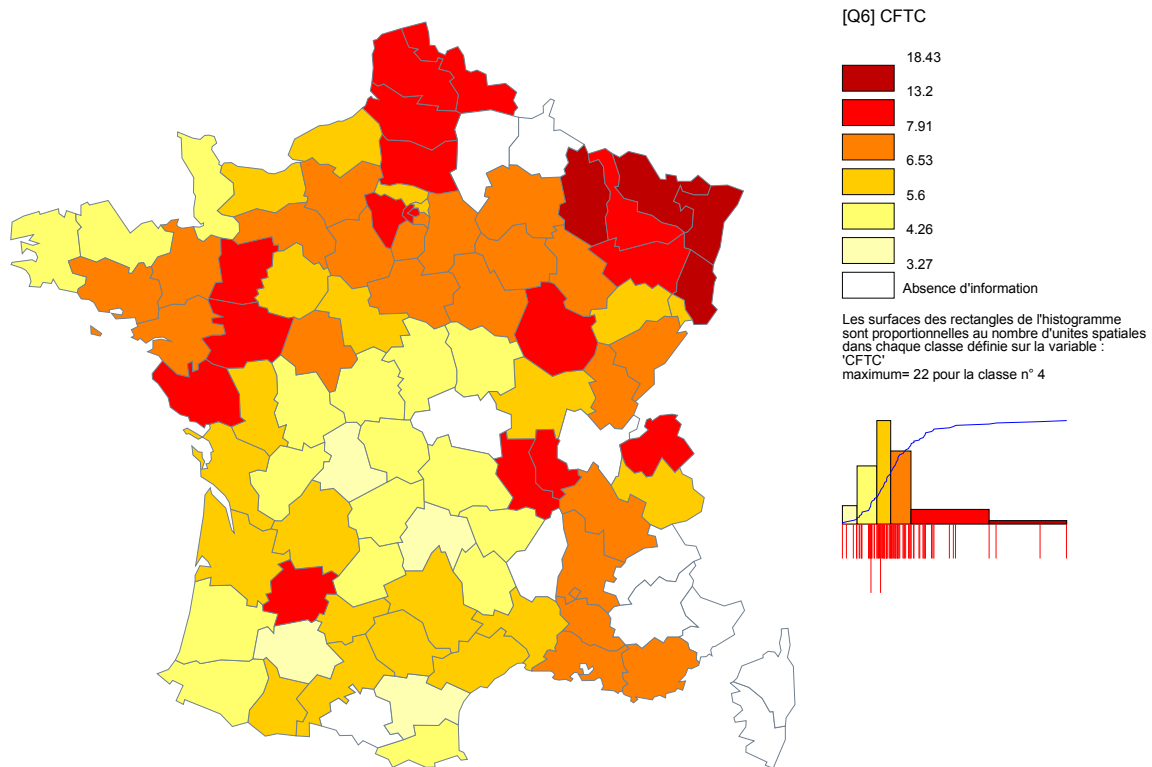 [Q6] CFTC
18.43
13.2
7.91
6.53
5.6
4.26
3.27
Absence d'information
Les surfaces des rectangles de l'histogramme
sont proportionnelles au nombre d'unites spatiales
dans chaque classe définie sur la variable :
'CFTC'
maximum= 22 pour la classe n° 4